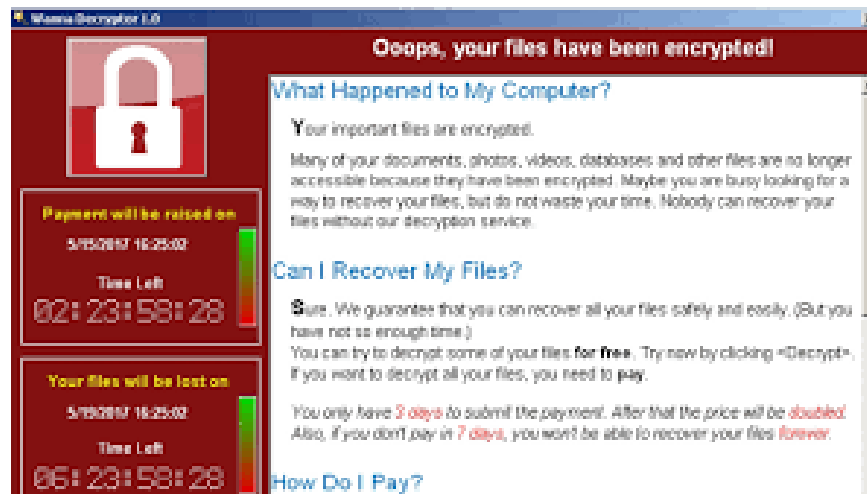 Wanna Decryptor 1.0
Ooops, your files have been encrypted!
What Happened to My Computer?
Your important files are encrypted.
Many of your documents, photos, videos, databases and other files are no longer
accessible because they have been encrypted. Maybe you are busy looking for a
way to recover your files, but do not waste your time. Nobody can recover your
files without our decryption service.
Can I Recover My Files?
Sure. We guarantee that you can recover all your files safely and easily. (But you
have not so enough time.)
You can try to decrypt some of your files for free. Try now by clicking <Decrypt>.
If you want to decrypt all your files, you need to pay.
You only have 3 days to submit the payment. After that the price will be doubled.
Also, if you don't pay in 7 days, you won't be able to recover your files forever.
How Do I Pay?
Payment will be raised on
5/15/2017 16:25:02
Time Left
02:23:58:28
Your files will be lost on
5/19/2017 16:25:02
Time Left
06:23:58:28